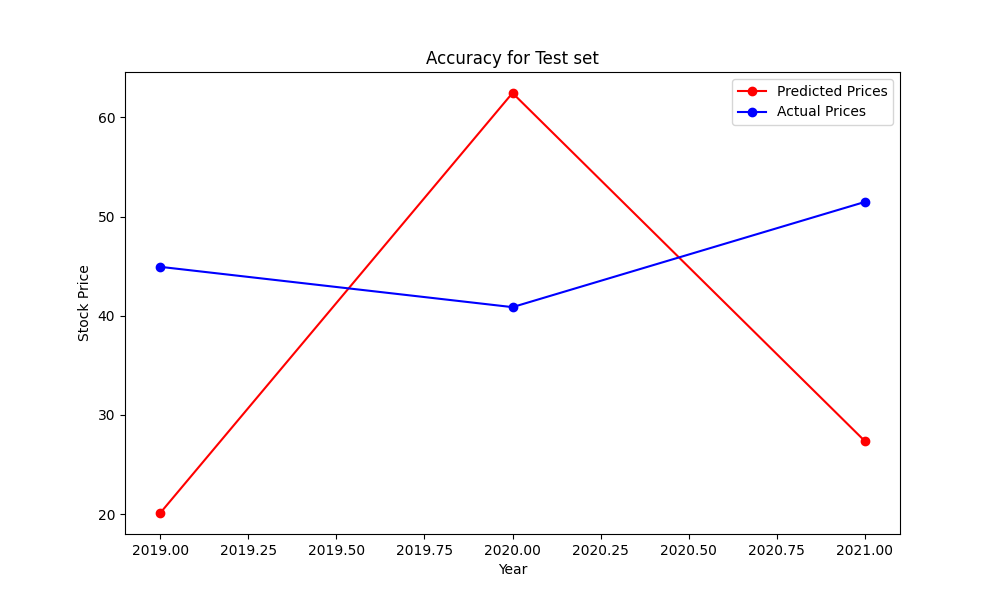 Accuracy for Test set
Predicted Prices
Actual Prices
60
50
40
30
20
Stock Price
2019.00 2019.25 2019.50 2019.75 2020.00 2020.25 2020.50 2020.75 2021.00
Year